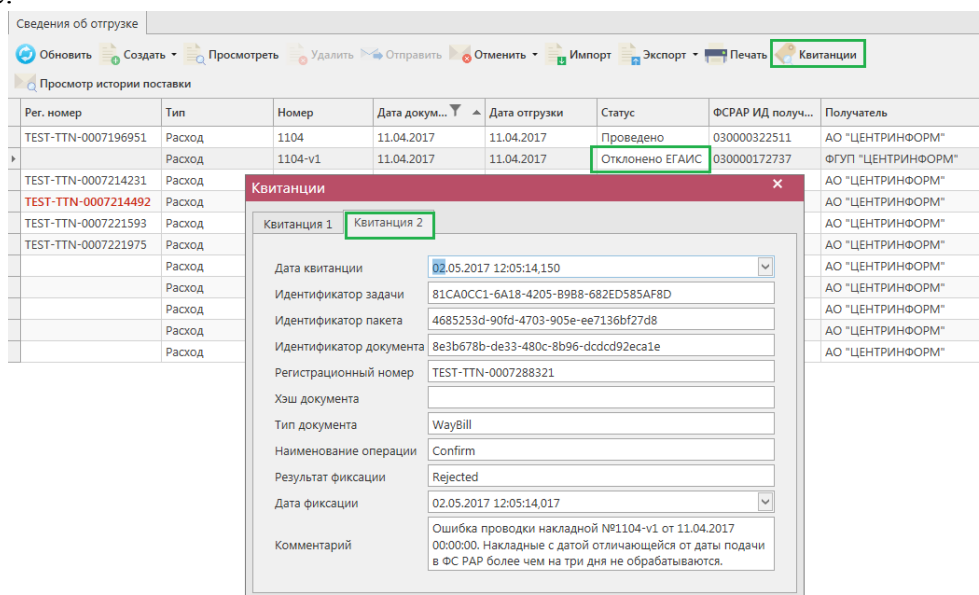 Сведения об отгрузке
Обновить Создать Просмотреть Удалить Отправить Отменить Импорт Экспорт Печать Квитанции
Просмотр истории поставки
Рег. номер Тип Номер Дата докум... Дата отгрузки Статус ФСРАР ИД получ... Получатель
TEST-TTN-0007196951 Расход 1104 11.04.2017 11.04.2017 Проведено 030000322511 АО "ЦЕНТРИНФОРМ"
Расход 1104-v1 11.04.2017 11.04.2017 Отклонено ЕГАИС 030000172737 ФГУП "ЦЕНТРИНФОРМ"
TEST-TTN-0007214231 Расход АО "ЦЕНТРИНФОРМ"
TEST-TTN-0007214492 Расход АО "ЦЕНТРИНФОРМ"
TEST-TTN-0007221593 Расход АО "ЦЕНТРИНФОРМ"
TEST-TTN-0007221975 Расход АО "ЦЕНТРИНФОРМ"
Расход АО "ЦЕНТРИНФОРМ"
Расход АО "ЦЕНТРИНФОРМ"
Расход АО "ЦЕНТРИНФОРМ"
Расход АО "ЦЕНТРИНФОРМ"
Расход АО "ЦЕНТРИНФОРМ"
Квитанции
Квитанция 1 Квитанция 2
Дата квитанции 02.05.2017 12:05:14,150
Идентификатор задачи 81CA0CC1-6A18-4205-B9B8-682ED585AF8D
Идентификатор пакета 4685253d-90fd-4703-905e-ee7136bf27d8
Идентификатор документа 8e3b678b-de33-480c-8b96-dcdcd92eca1e
Регистрационный номер TEST-TTN-0007288321
Хэш документа
Тип документа WayBill
Наименование операции Confirm
Результат фиксации Rejected
Дата фиксации 02.05.2017 12:05:14,017
Комментарий Ошибка проводки накладной №1104-v1 от 11.04.2017
00:00:00. Накладные с датой отличающейся от даты подачи
в ФС РАР более чем на три дня не обрабатываются.